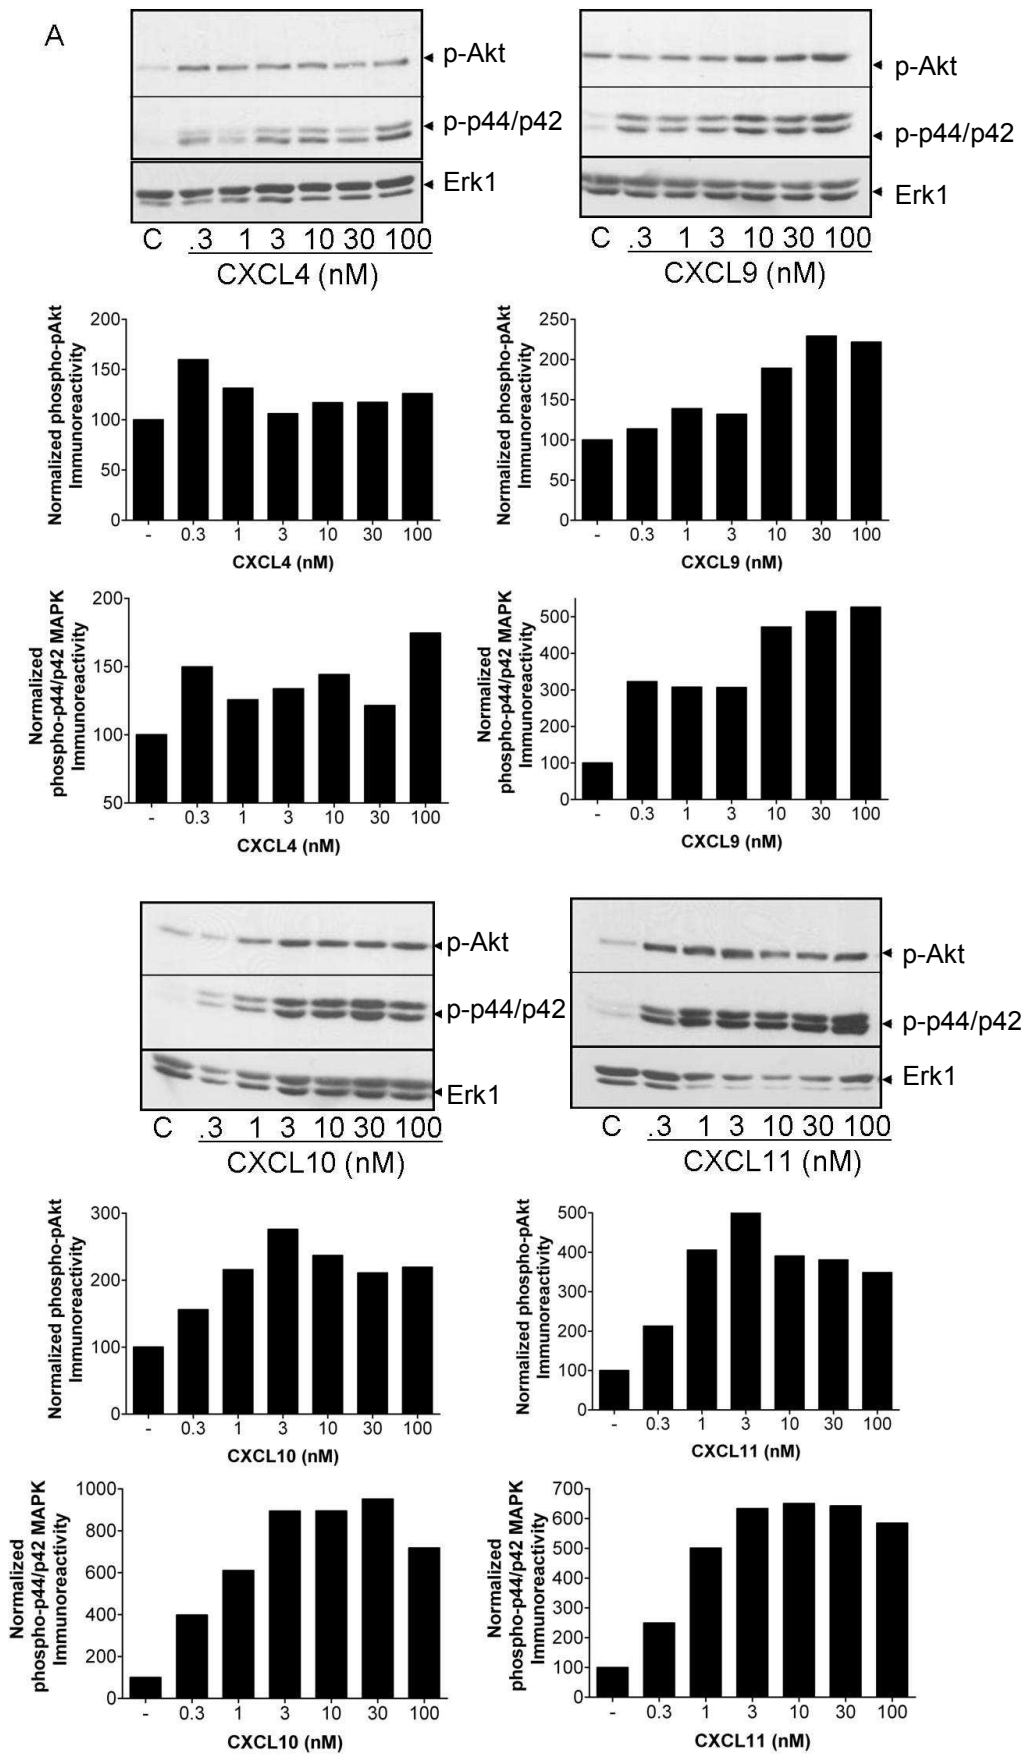 A
p-Akt
p-p44/p42
Erk1
C .3 1 3 10 30 100
CXCL4 (nM)
p-Akt
p-p44/p42
Erk1
C .3 1 3 10 30 100
CXCL9 (nM)
Normalized phospho-pAkt
Immunoreactivity
200
150
100
50
0
- 0.3 1 3 10 30 100
CXCL4 (nM)
Normalized phospho-pAkt
Immunoreactivity
250
200
150
100
50
0
- 0.3 1 3 10 30 100
CXCL9 (nM)
Normalized
phospho-p44/p42 MAPK
Immunoreactivity
200
150
100
50
- 0.3 1 3 10 30 100
CXCL4 (nM)
Normalized
phospho-p44/p42 MAPK
Immunoreactivity
500
400
300
200
100
0
- 0.3 1 3 10 30 100
CXCL9 (nM)
p-Akt
p-p44/p42
Erk1
C .3 1 3 10 30 100
CXCL10 (nM)
p-Akt
p-p44/p42
Erk1
C .3 1 3 10 30 100
CXCL11 (nM)
Normalized phospho-pAkt
Immunoreactivity
300
200
100
0
- 0.3 1 3 10 30 100
CXCL10 (nM)
Normalized phospho-pAkt
Immunoreactivity
500
400
300
200
100
0
- 0.3 1 3 10 30 100
CXCL11 (nM)
Normalized
phospho-p44/p42 MAPK
Immunoreactivity
1000
800
600
400
200
0
- 0.3 1 3 10 30 100
CXCL10 (nM)
Normalized
phospho-p44/p42 MAPK
Immunoreactivity
700
600
500
400
300
200
100
0
- 0.3 1 3 10 30 100
CXCL11 (nM)